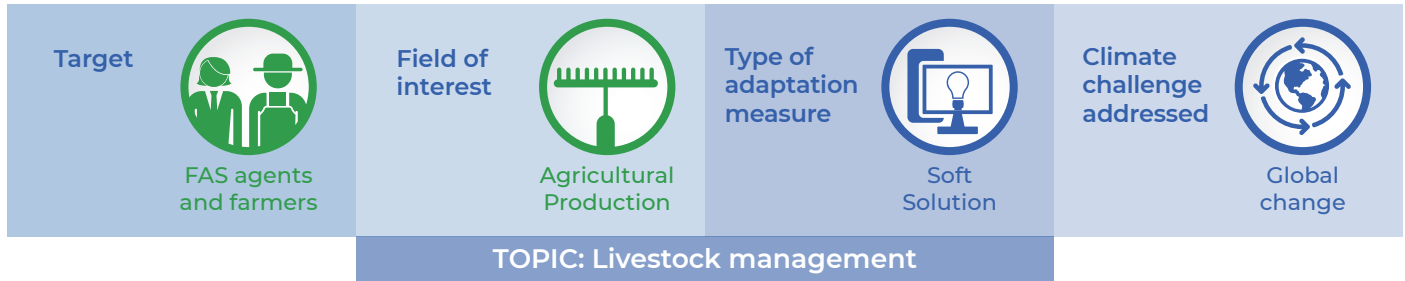 Target
FAS agents
and farmers
Field of
interest
Agricultural
Production
Type of
adaptation
measure
Soft
Solution
Climate
challenge
addressed
Global
change
TOPIC: Livestock management